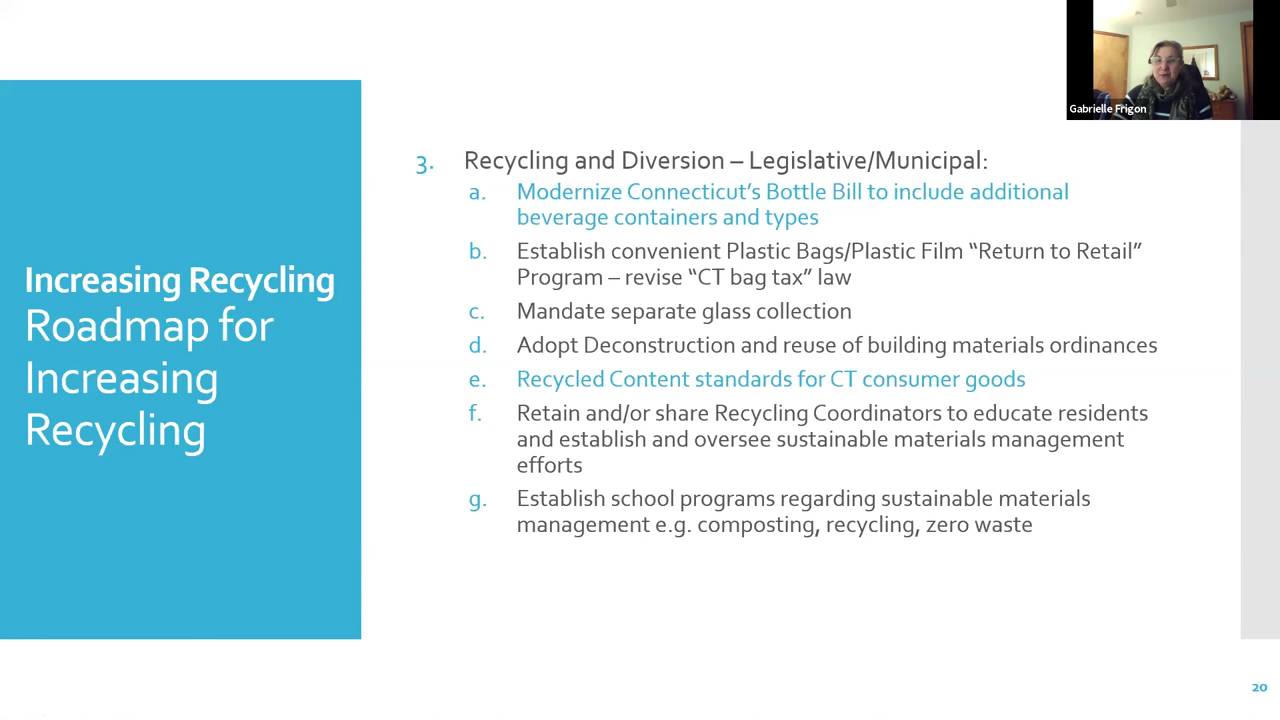 Gabrielle Frigon
Increasing Recycling
Roadmap for
Increasing
Recycling
3. Recycling and Diversion – Legislative/Municipal:
a. Modernize Connecticut’s Bottle Bill to include additional
beverage containers and types
b. Establish convenient Plastic Bags/Plastic Film “Return to Retail”
Program – revise “CT bag tax” law
c. Mandate separate glass collection
d. Adopt Deconstruction and reuse of building materials ordinances
e. Recycled Content standards for CT consumer goods
f. Retain and/or share Recycling Coordinators to educate residents
and establish and oversee sustainable materials management
efforts
g. Establish school programs regarding sustainable materials
management e.g. composting, recycling, zero waste
20